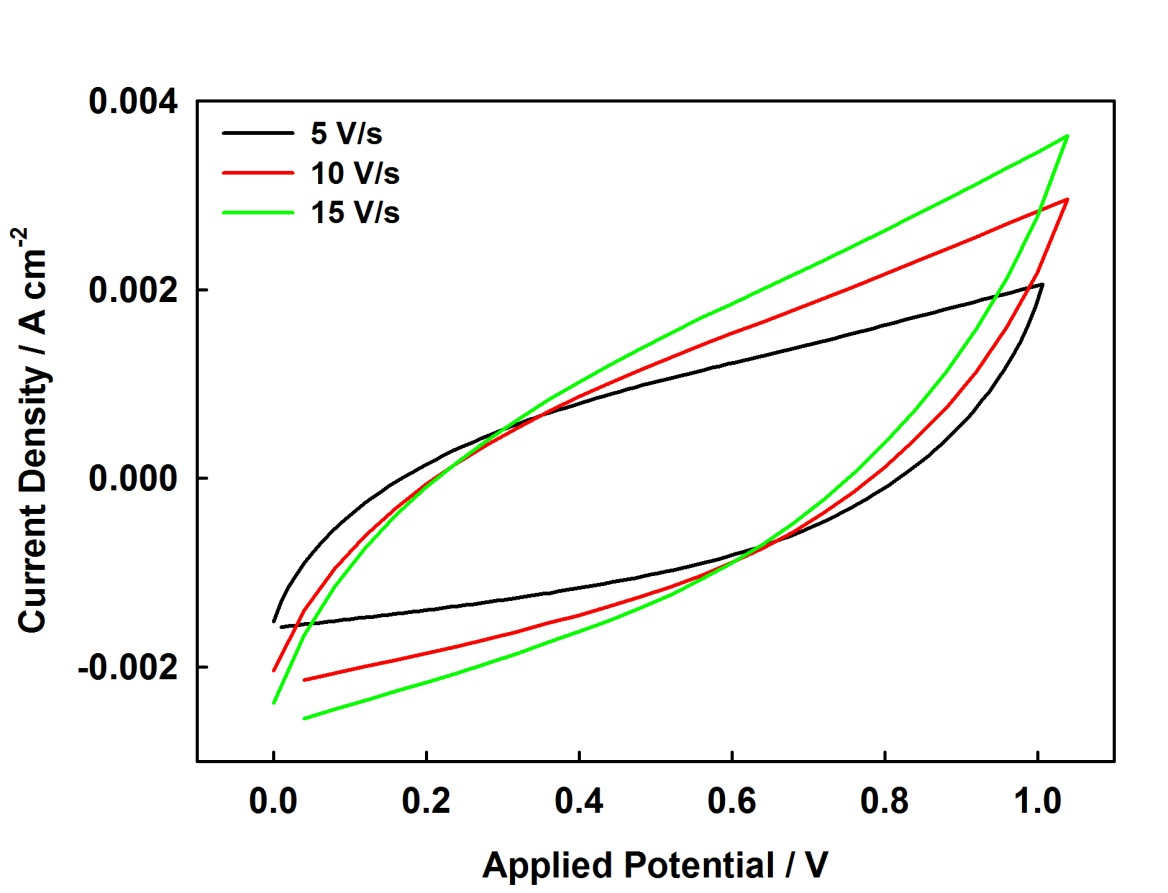 0.004
5 V/s
10 V/s
15 V/s
0.002
0.000
-0.002
Current Density / A cm-2
0.0 0.2 0.4 0.6 0.8 1.0
Applied Potential / V